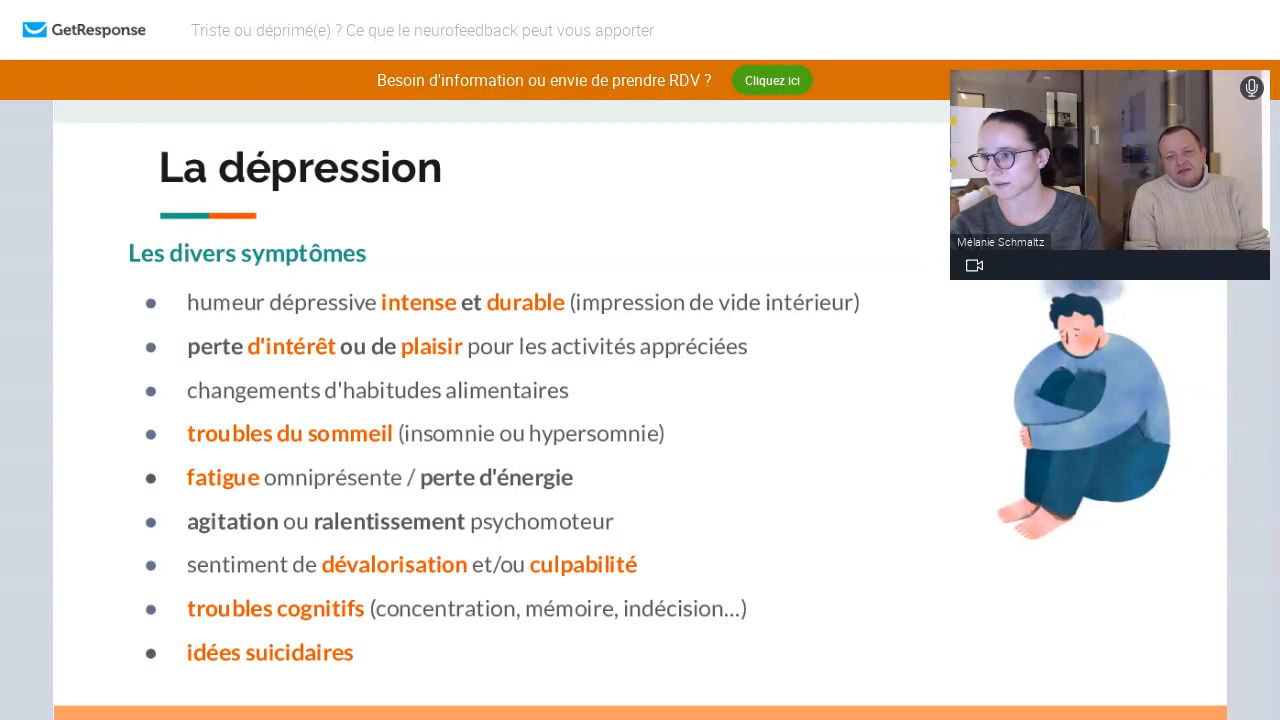 GetResponse
Triste ou déprimé(e) ? Ce que le neurofeedback peut vous apporter
Besoin d'information ou envie de prendre RDV ?
Cliquez ici
Mélanie Schmaltz
La dépression
Les divers symptômes
humeur dépressive intense et durable (impression de vide intérieur)
perte d'intérêt ou de plaisir pour les activités appréciées
changements d'habitudes alimentaires
troubles du sommeil (insomnie ou hypersomnie)
fatigue omniprésente / perte d'énergie
agitation ou ralentissement psychomoteur
sentiment de dévalorisation et/ou culpabilité
troubles cognitifs (concentration, mémoire, indécision...)
idées suicidaires